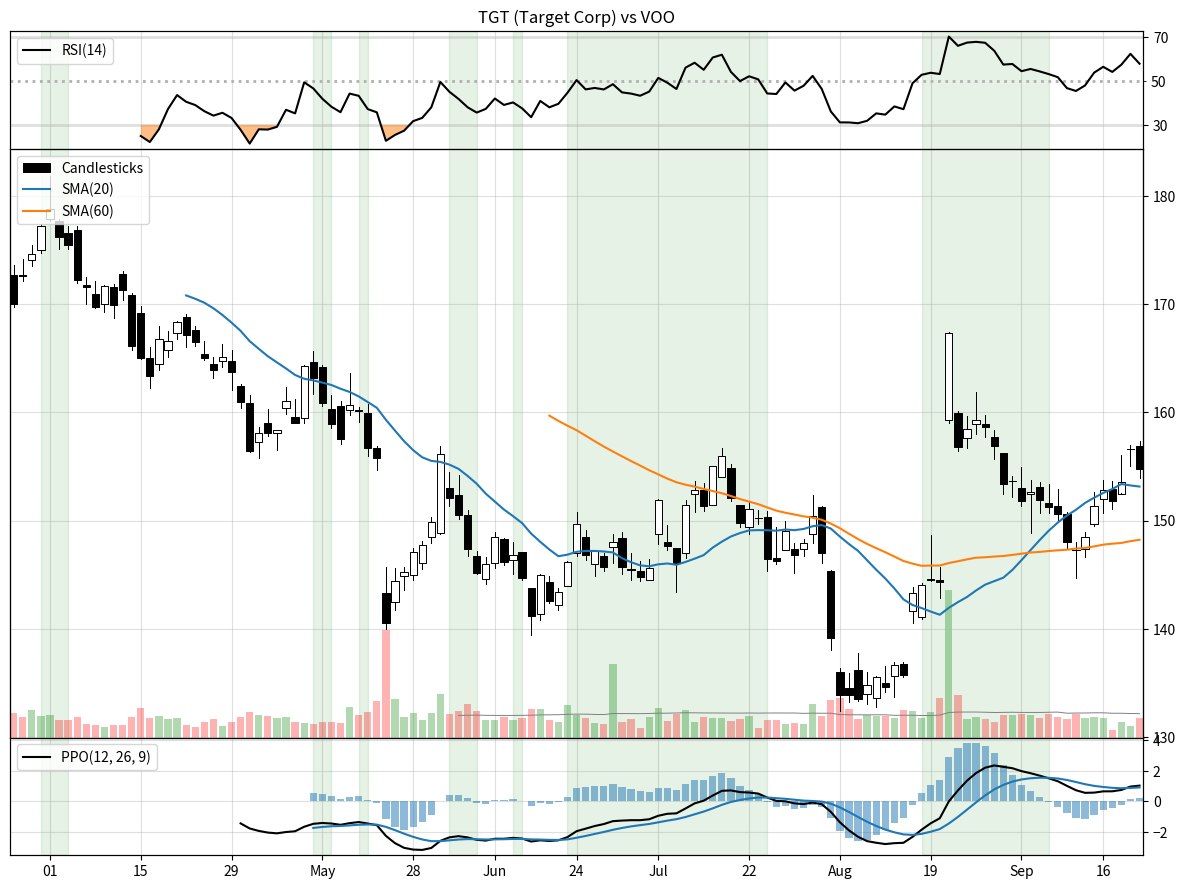 TGT (Target Corp) vs VOO
RSI(14)
70
50
30
Candlesticks
SMA(20)
SMA(60)
180
170
160
150
140
130
PPO(12, 26, 9)
4
2
0
−2
01 15 29 May 28 Jun 24 Jul 22 Aug 19 Sep 16